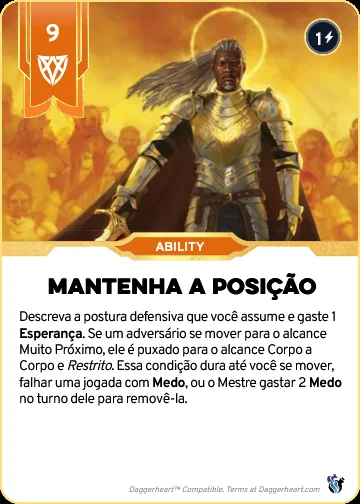 9
1
ABILITY
MANTENHA A POSIÇÃO
Descreva a postura defensiva que você assume e gaste 1
Esperança. Se um adversário se mover para o alcance
Muito Próximo, ele é puxado para o alcance Corpo a
Corpo e Restrito. Essa condição dura até você se mover,
falhar uma jogada com Medo, ou o Mestre gastar 2 Medo
no turno dele para removê-la.
Daggerheart™ Compatible. Terms at Daggerheart.com